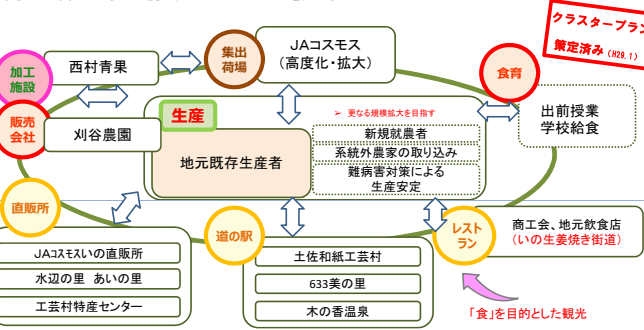 クラスタープラン
策定済み（H29.1）
加工
施設
西村青果
集出
荷場
JAコスモス
（高度化・拡大）
食育
出前授業
学校給食
販売
会社
刈谷農園
生産
地元既存生産者
➢ 更なる規模拡大を目指す
新規就農者
系統外農家の取り込み
難病害対策による
生産安定
直販所
JAコスモスいの直販所
水辺の里 あいの里
工芸村特産センター
道の駅
土佐和紙工芸村
633美の里
木の香温泉
レスト
ラン
商工会、地元飲食店
（いの生姜焼き街道）
「食」を目的とした観光